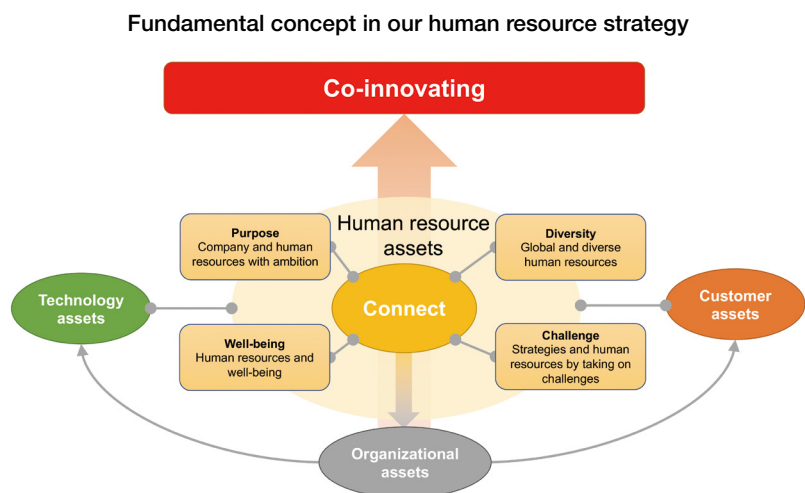 Fundamental concept in our human resource strategy
Co-innovating
Human resource
assets
Purpose
Company and human
resources with ambition
Diversity
Global and diverse
human resources
Technology
assets
Connect
Customer
assets
Well-being
Human resources and
well-being
Challenge
Strategies and human
resources by taking on
challenges
Organizational
assets